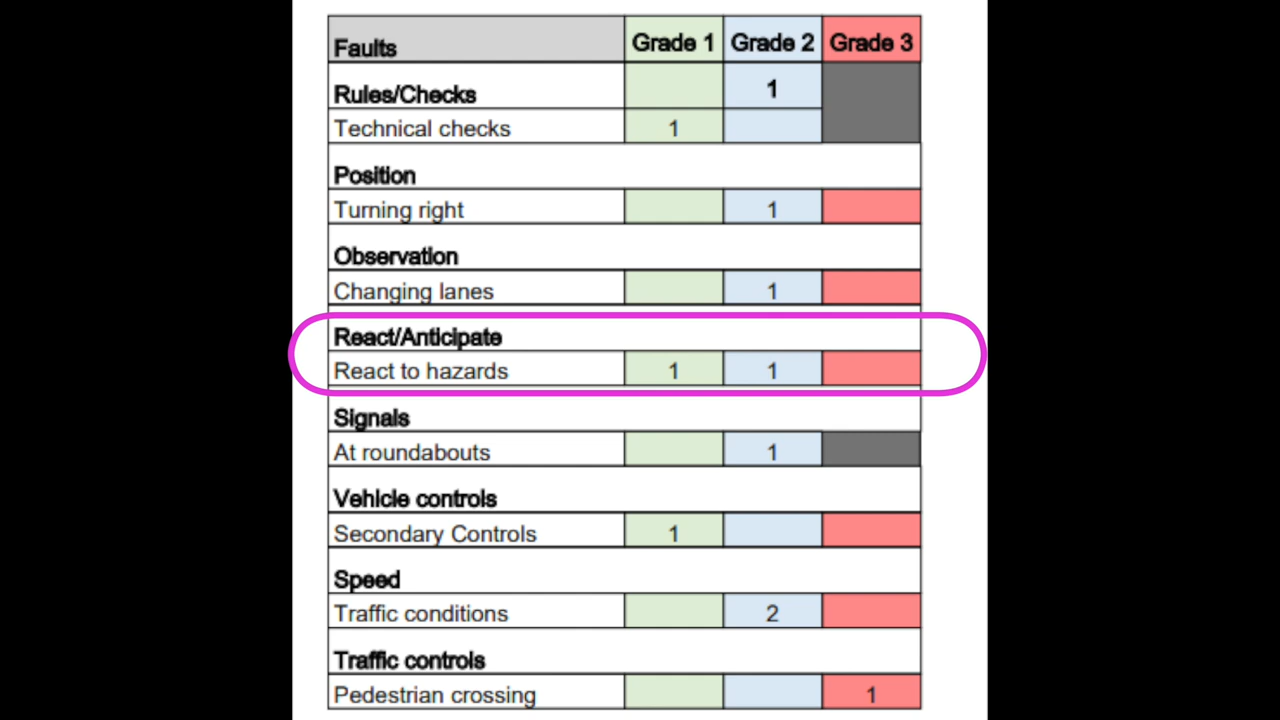 Faults Grade 1 Grade 2 Grade 3
Rules/Checks 1
Technical checks 1
Position
Turning right 1
Observation
Changing lanes 1
React/Anticipate
React to hazards 1 1
Signals
At roundabouts 1
Vehicle controls
Secondary Controls 1
Speed
Traffic conditions 2
Traffic controls
Pedestrian crossing 1